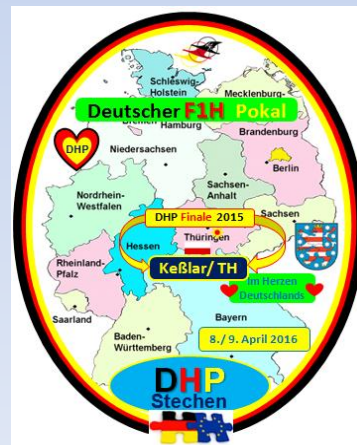 Schleswig-
Holstein
Mecklenburg-
Deutscher F1H Pokal
Bremen Hamburg
Brandenburg
DHP
Niedersachsen
Berlin
Sachsen-
Anhalt
Nordrhein-
Westfalen
DHP Finale 2015
Sachsen
Hessen
Thüringen
Rheinland-
Pfalz
Keßlar/ TH
Im Herzen
Deutschlands
Saarland
Bayern
Baden-
Württemberg
8./ 9. April 2016
DHP
Stechen